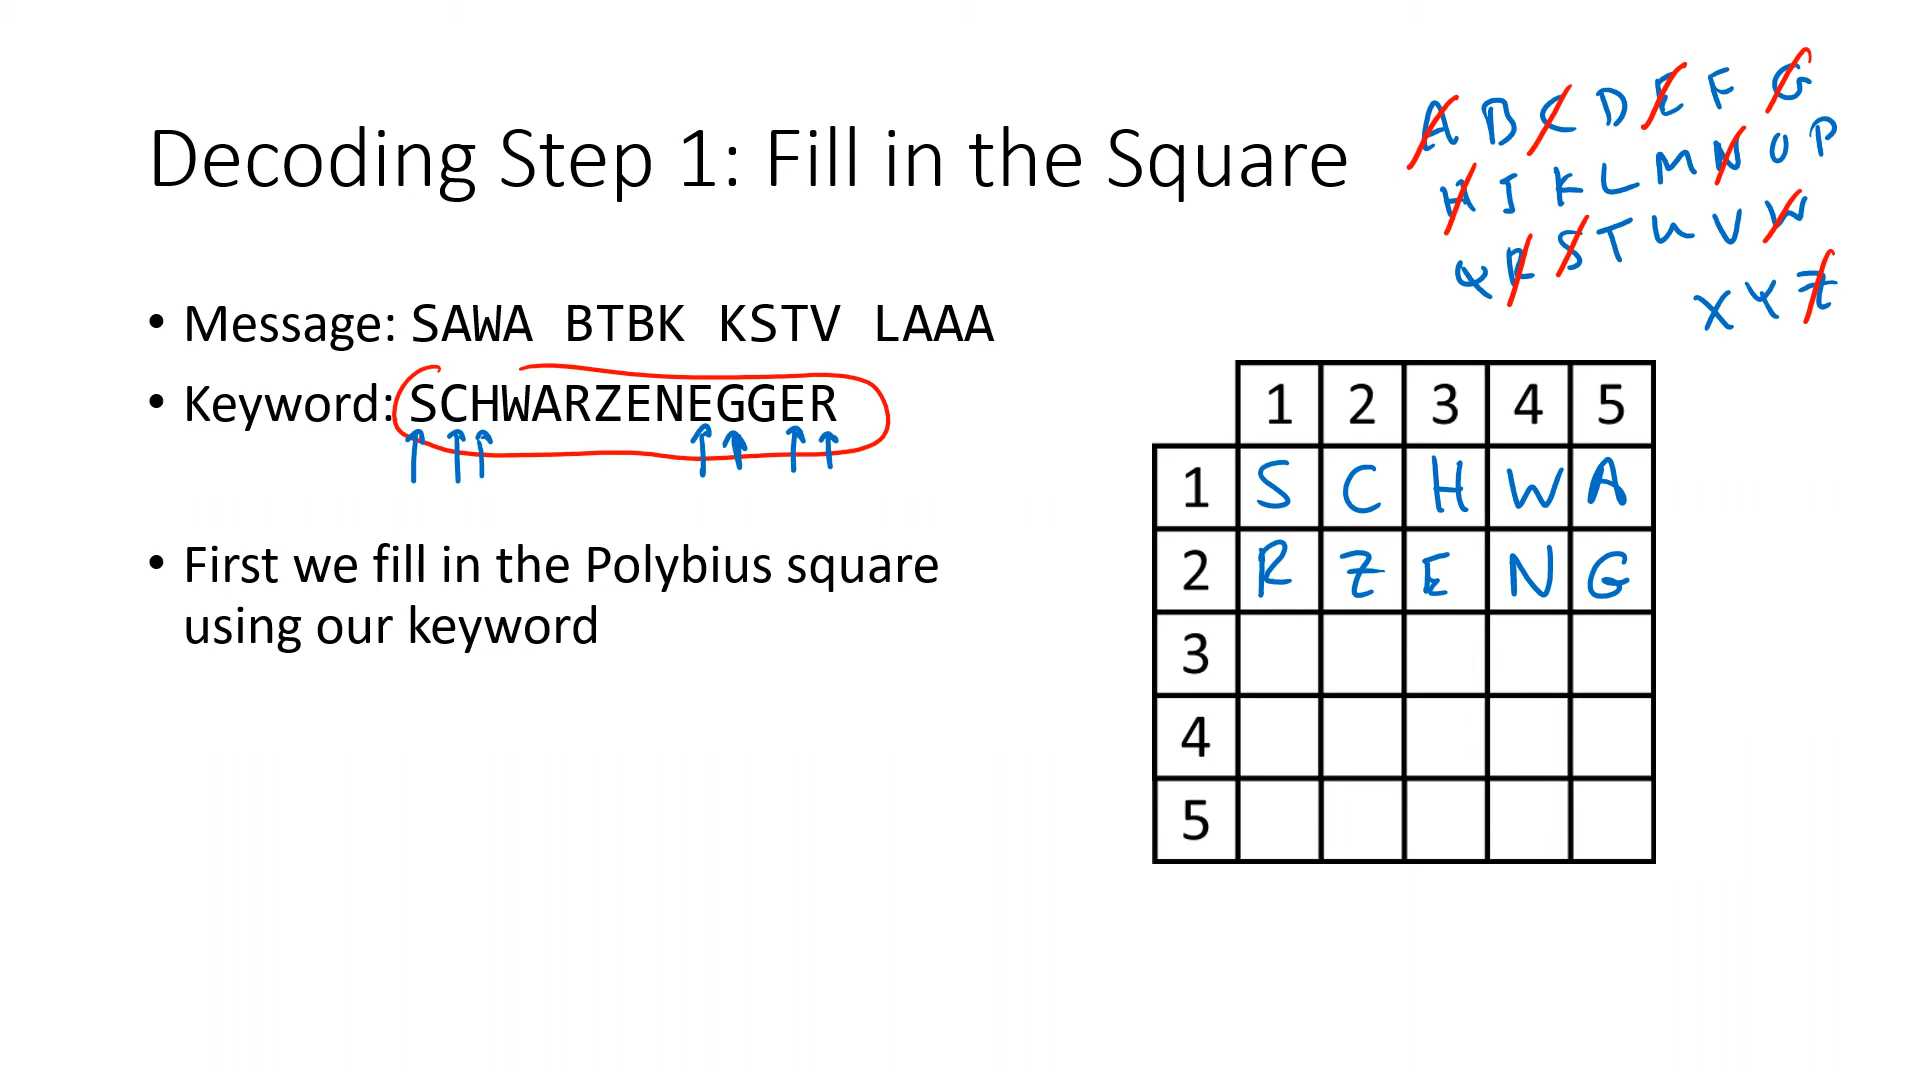 A B C D E F G
H I K L M N O P
Q R S T U V W
X Y Z
Decoding Step 1: Fill in the Square
• Message: SAWA BTBK KSTV LAAA
• Keyword: SCHWARZENEGGER
• First we fill in the Polybius square
using our keyword
1 2 3 4 5
1 S C H W A
2 R Z E N G
3
4
5